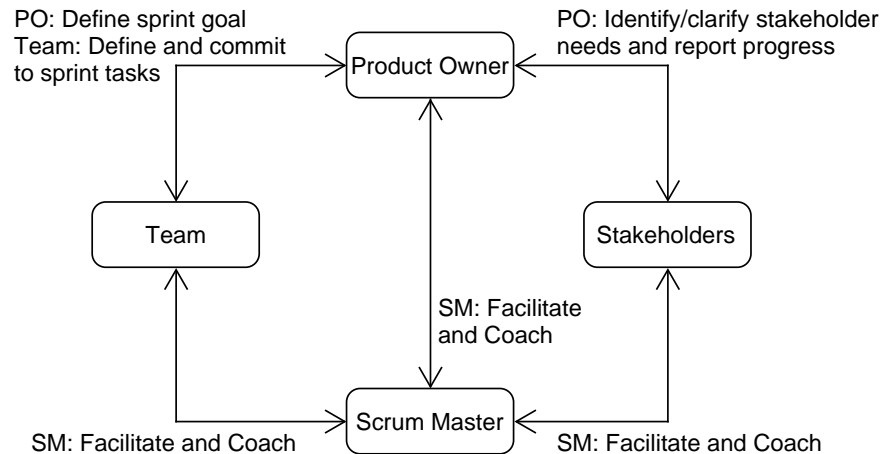 PO: Define sprint goal
Team: Define and commit
to sprint tasks
PO: Identify/clarify stakeholder
needs and report progress
Product Owner
Team
Stakeholders
SM: Facilitate
and Coach
Scrum Master
SM: Facilitate and Coach
SM: Facilitate and Coach